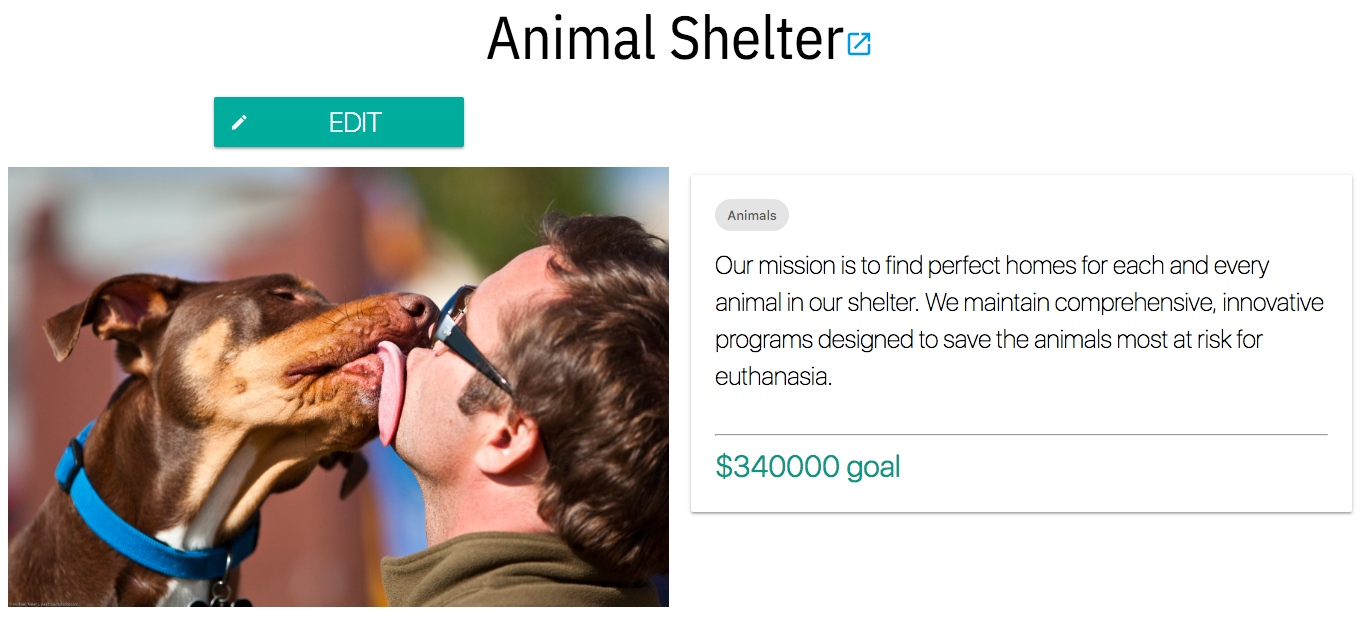 Animal Shelter
EDIT
Animals
Our mission is to find perfect homes for each and every
animal in our shelter. We maintain comprehensive, innovative
programs designed to save the animals most at risk for
euthanasia.
$340000 goal